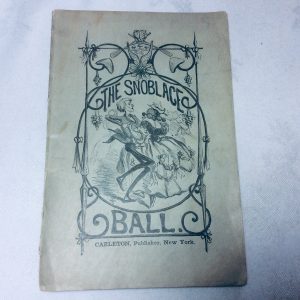 THE SNOBLACE
BALL.
CARLETON, Publisher, New York.